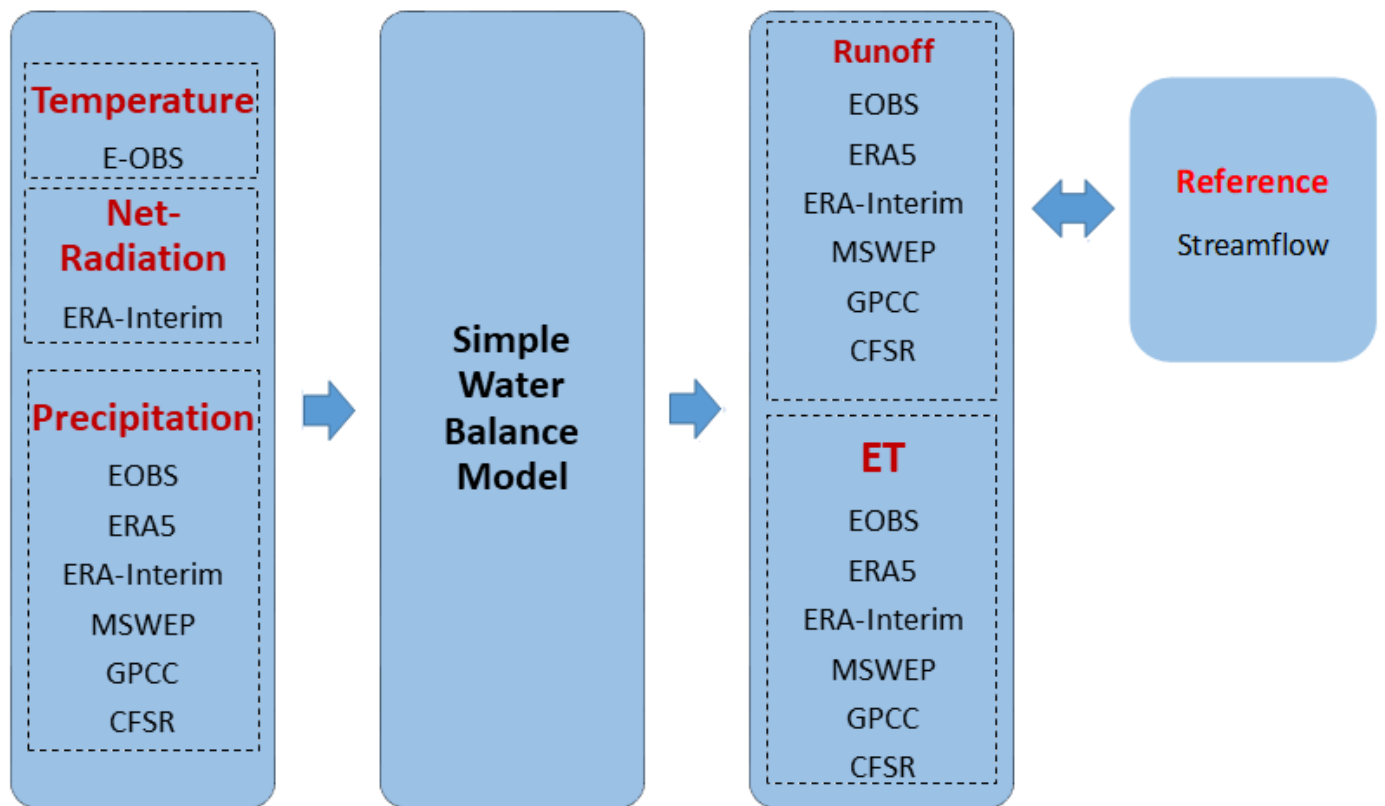 Temperature
E-OBS
Net-
Radiation
ERA-Interim
Precipitation
EOBS
ERA5
ERA-Interim
MSWEP
GPCC
CFSR
Simple
Water
Balance
Model
Runoff
EOBS
ERA5
ERA-Interim
MSWEP
GPCC
CFSR
ET
EOBS
ERA5
ERA-Interim
MSWEP
GPCC
CFSR
Reference
Streamflow